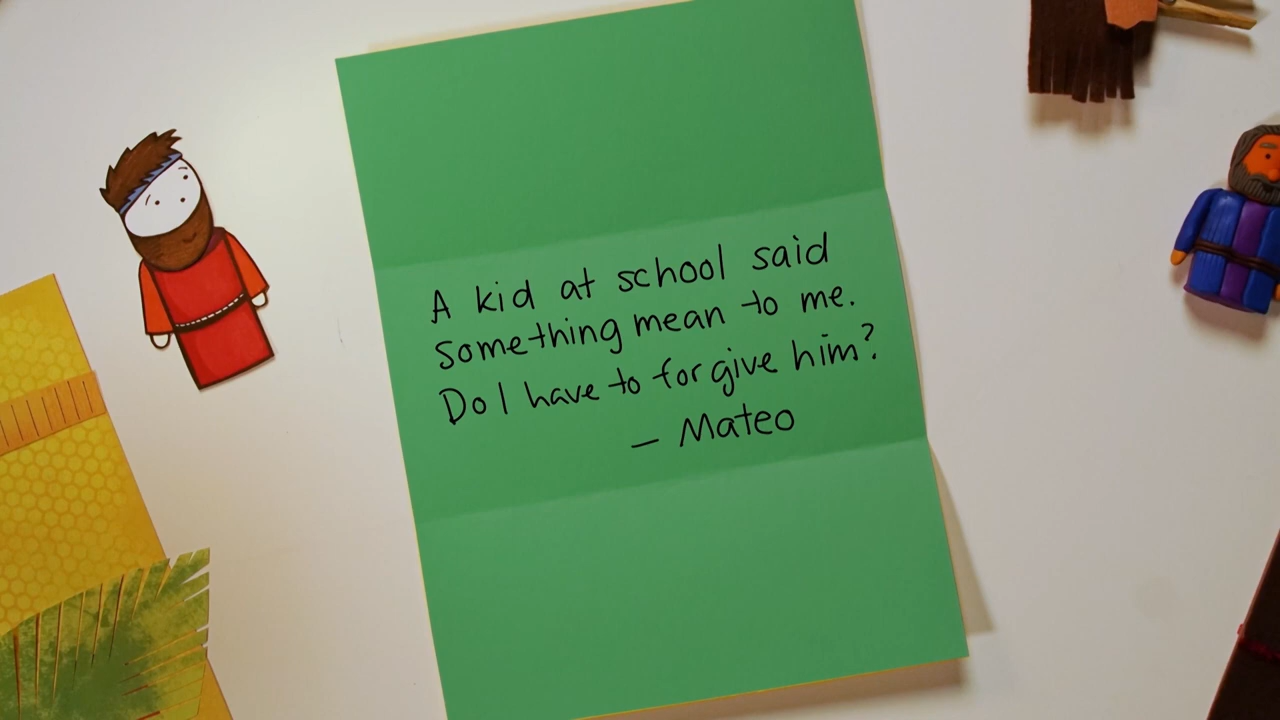 A kid at school said
something mean to me.
Do I have to forgive him?
— Mateo